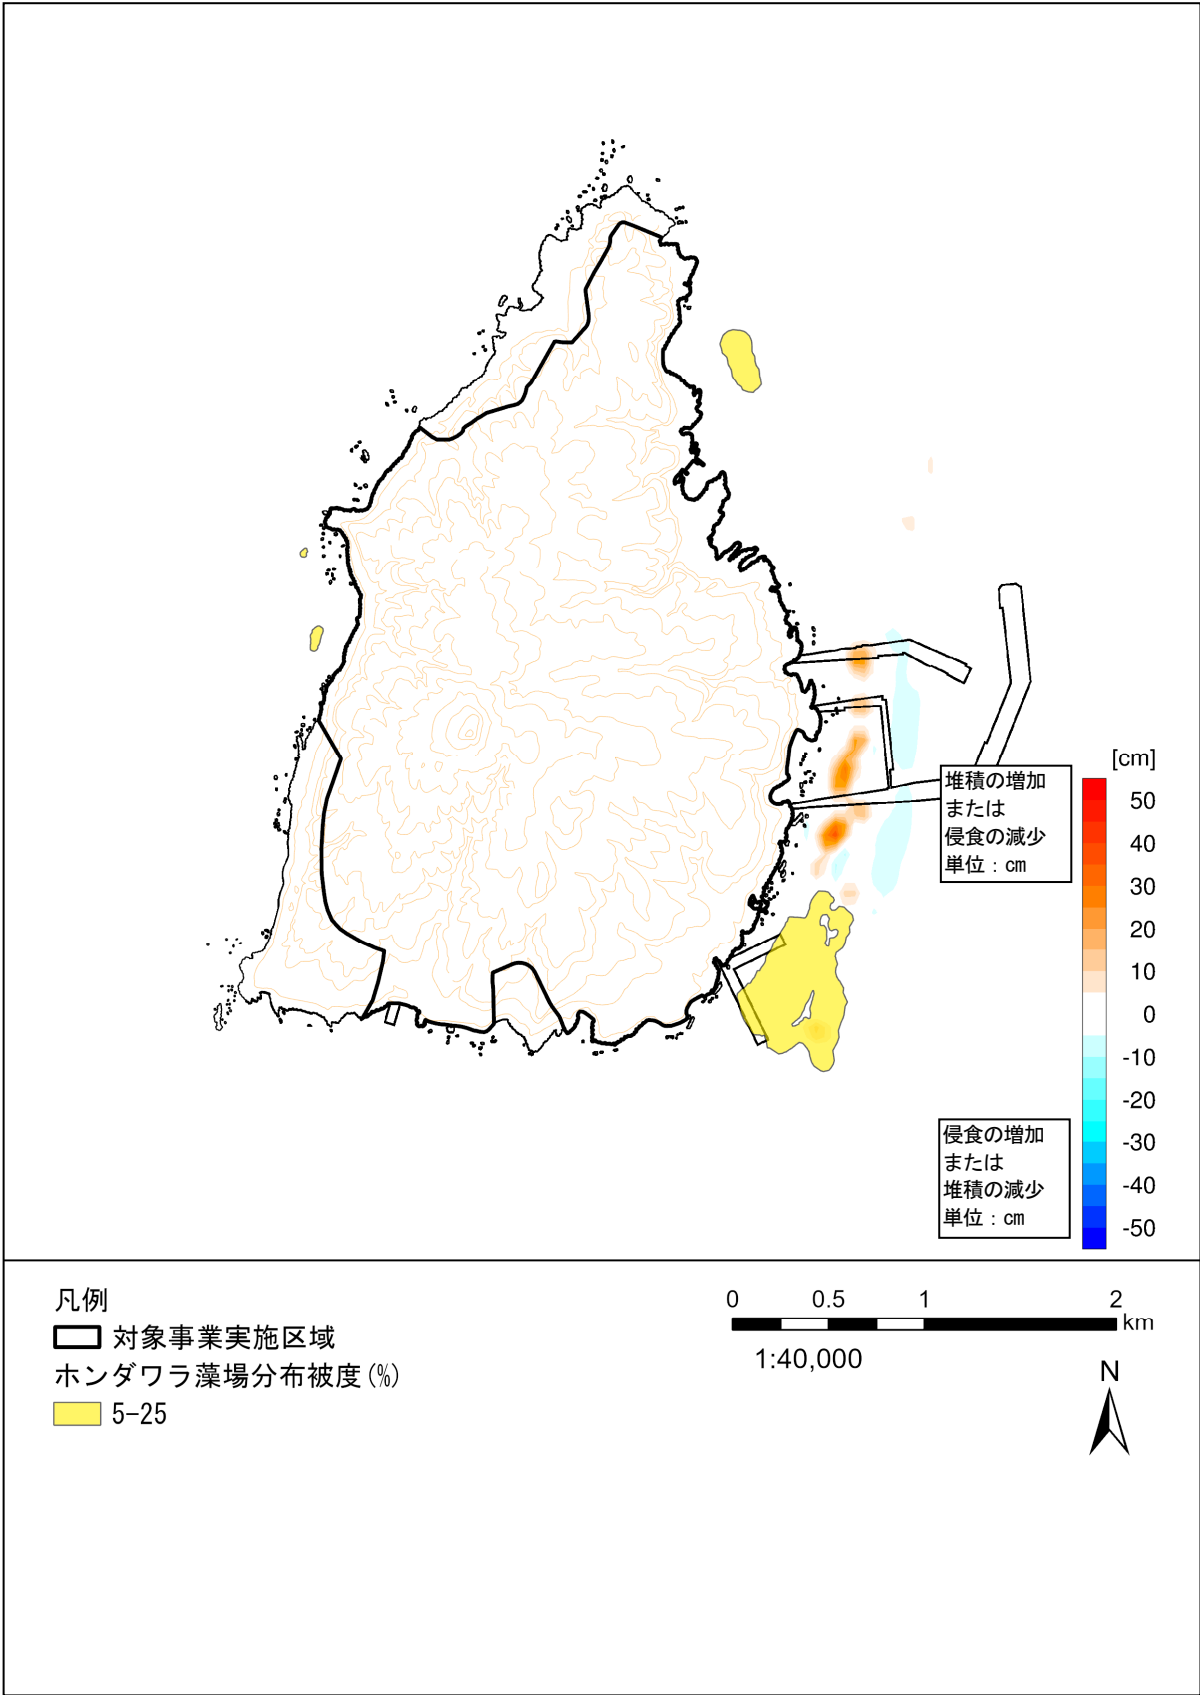 [cm]
50
40
30
20
10
0
-10
-20
-30
-40
-50
堆積の増加
または
侵食の減少
単位：cm
侵食の増加
または
堆積の減少
単位：cm
凡例
対象事業実施区域
ホンダワラ藻場分布被度(%)
5-25
0 0.5 1 2
km
1:40,000
N